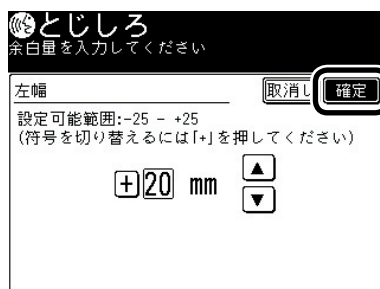 とじしろ
余白量を入力してください
左幅
取消し
確定
設定可能範囲:-25 - +25
(符号を切り替えるには「+」を押してください)
+20 mm
▲
▼